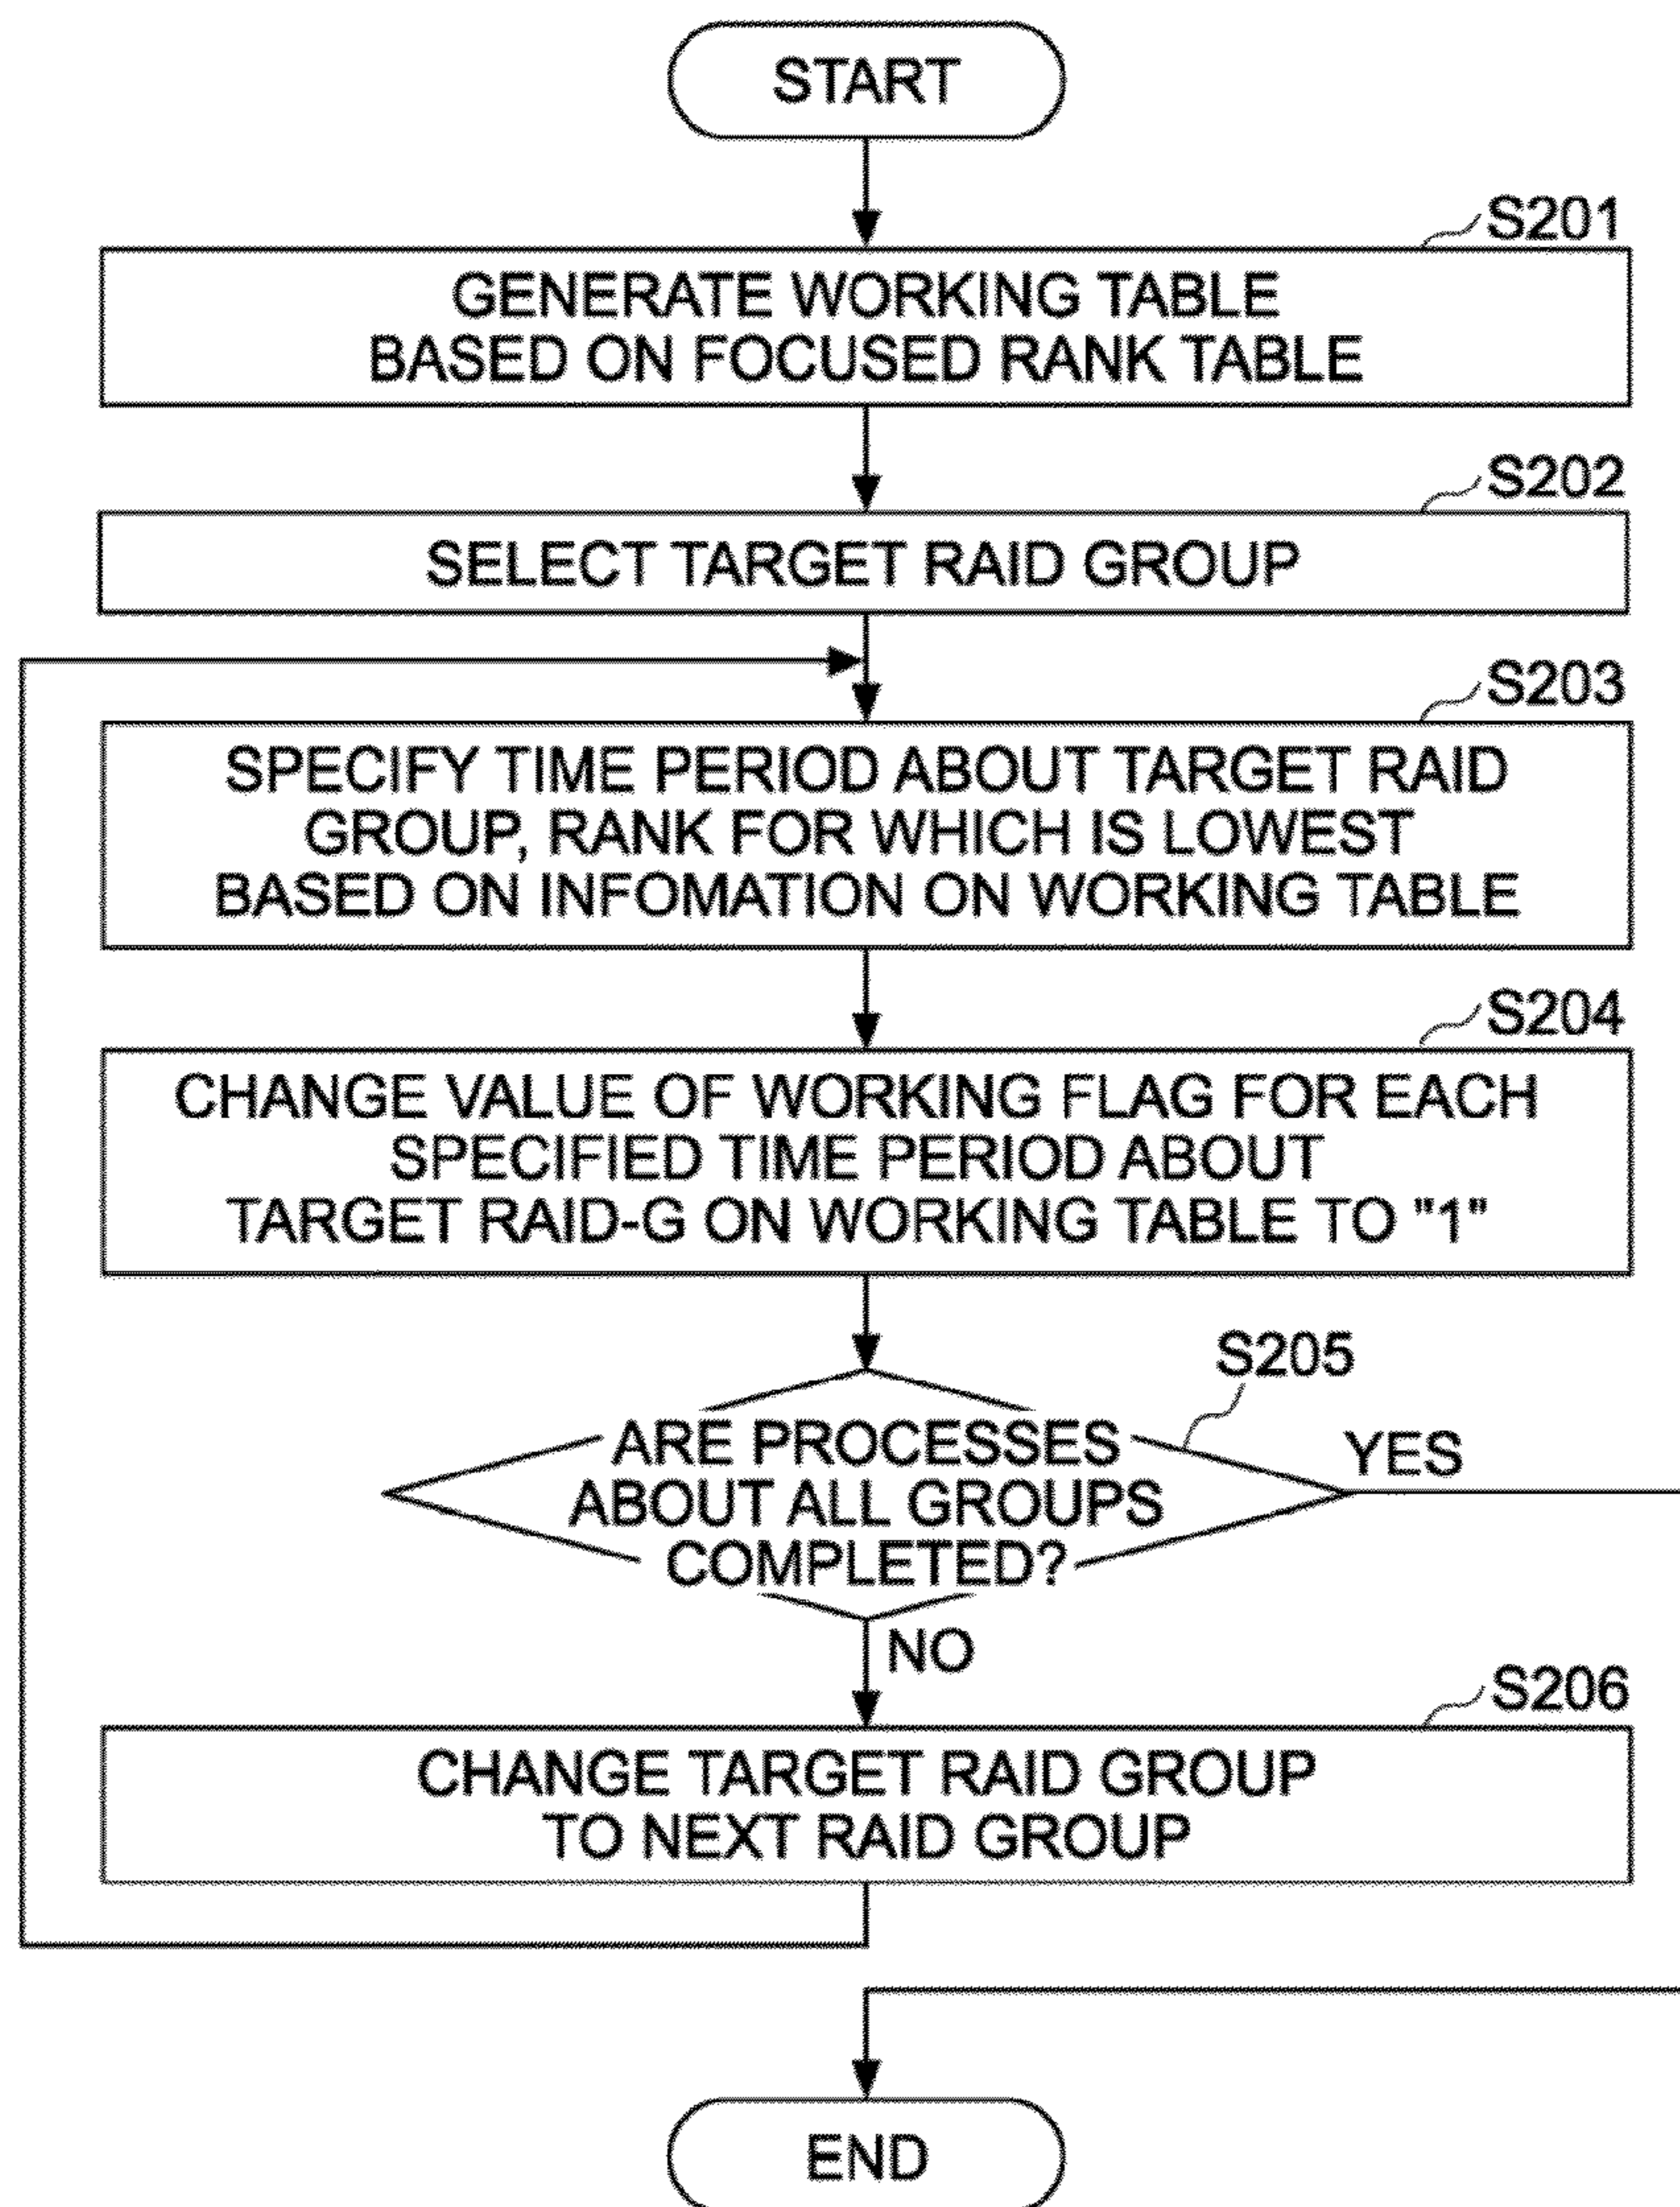 START
S201
GENERATE WORKING TABLE
BASED ON FOCUSED RANK TABLE
S202
SELECT TARGET RAID GROUP
S203
SPECIFY TIME PERIOD ABOUT TARGET RAID
GROUP, RANK FOR WHICH IS LOWEST
BASED ON INFOMATION ON WORKING TABLE
S204
CHANGE VALUE OF WORKING FLAG FOR EACH
SPECIFIED TIME PERIOD ABOUT
TARGET RAID-G ON WORKING TABLE TO "1"
S205
ARE PROCESSES
ABOUT ALL GROUPS
COMPLETED?
YES
NO
S206
CHANGE TARGET RAID GROUP
TO NEXT RAID GROUP
END